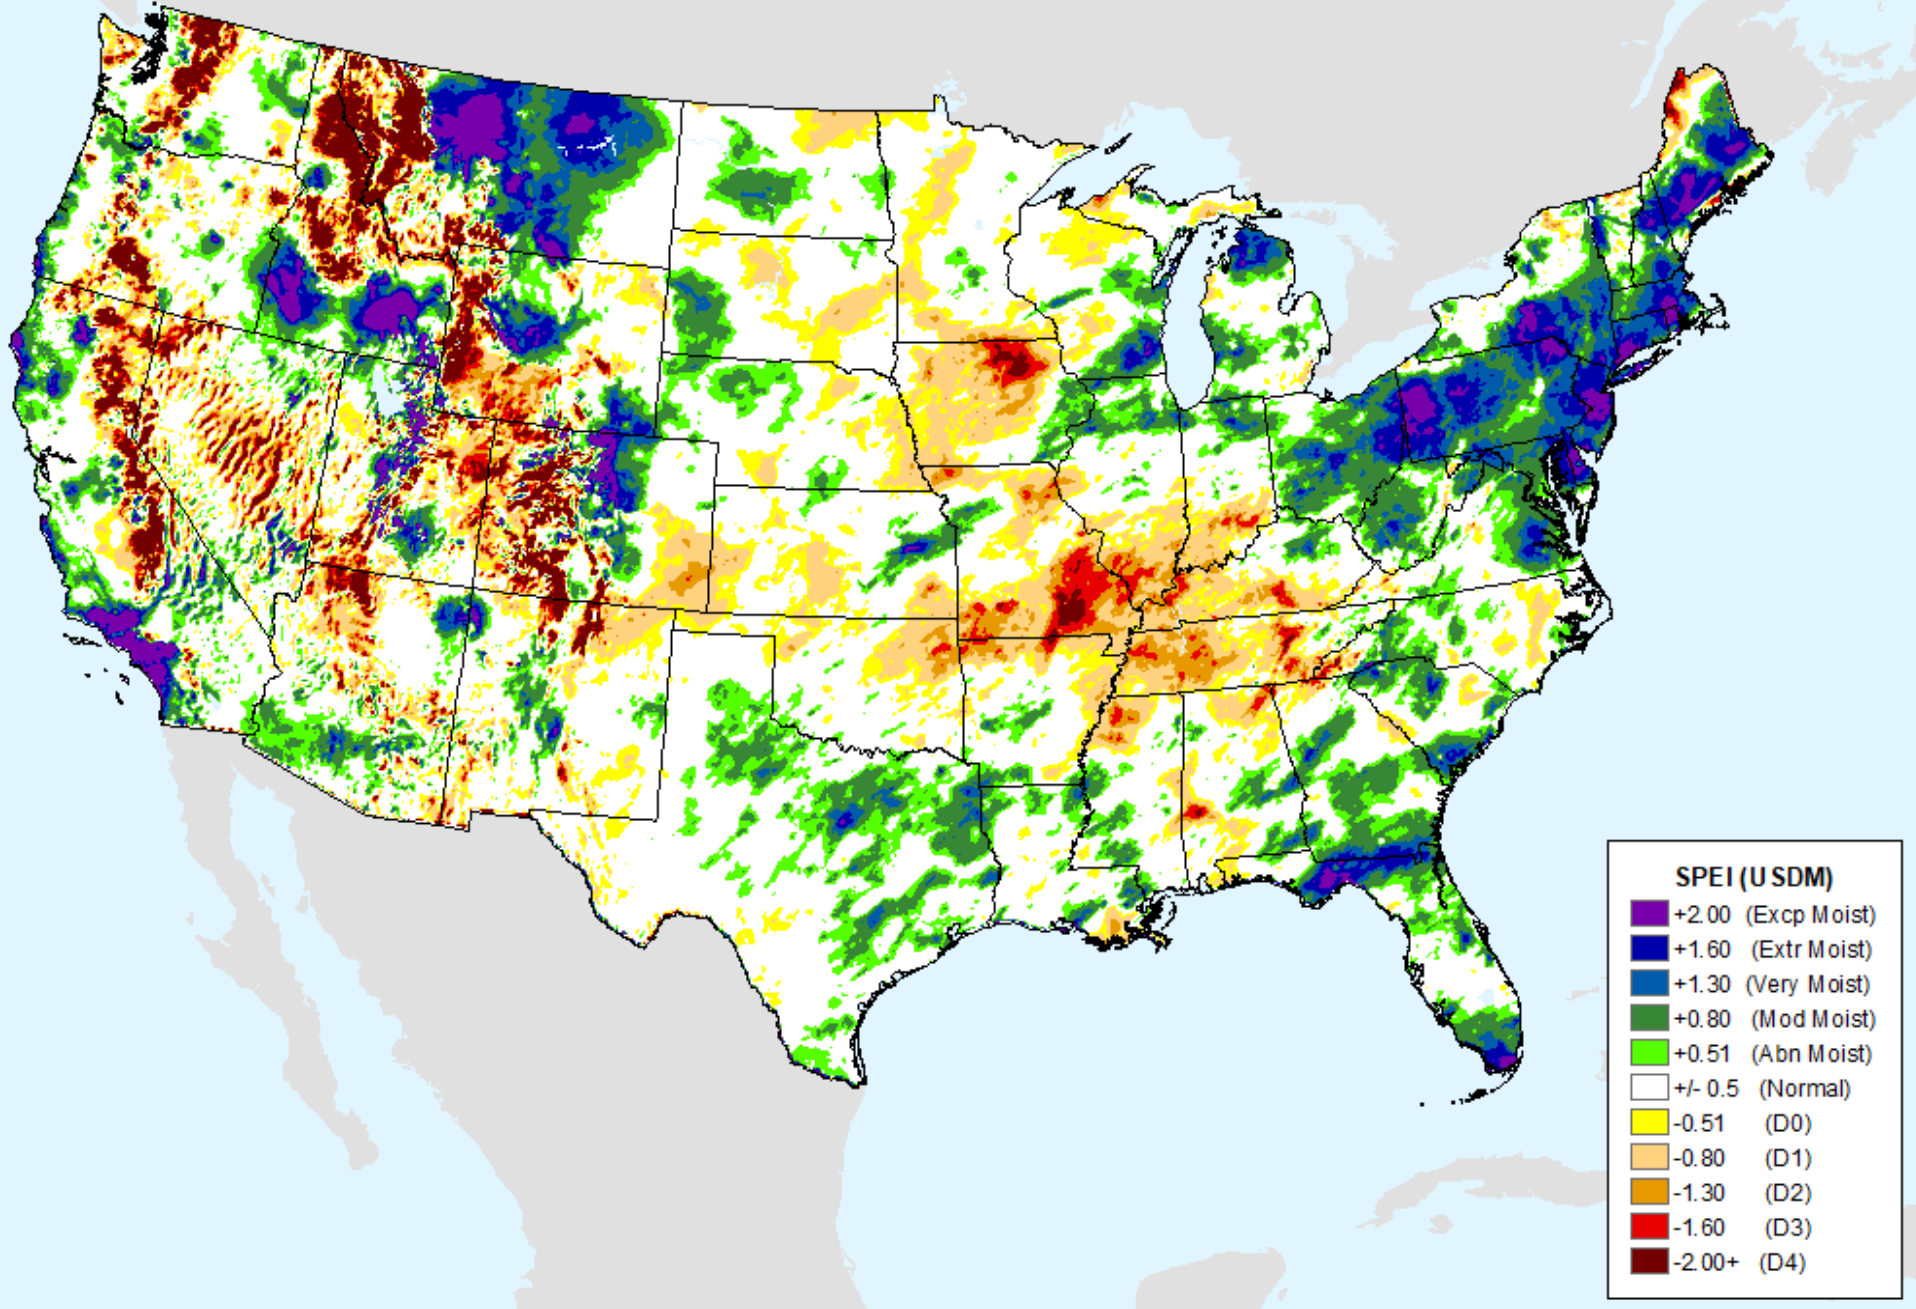 SPEI (USDM)
+2.00 (Excp Moist)
+1.60 (Extr Moist)
+1.30 (Very Moist)
+0.80 (Mod Moist)
+0.51 (Abn Moist)
+/- 0.5 (Normal)
-0.51 (D0)
-0.80 (D1)
-1.30 (D2)
-1.60 (D3)
-2.00+ (D4)